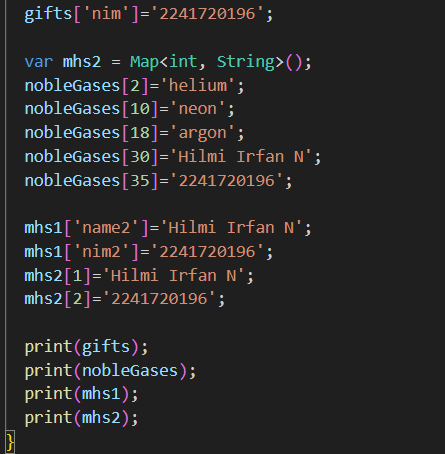 gifts['nim']='2241720196';
var mhs2 = Map<int, String>();
nobleGases[2]='helium';
nobleGases[10]='neon';
nobleGases[18]='argon';
nobleGases[30]='Hilmi Irfan N';
nobleGases[35]='2241720196';
mhs1['name2']='Hilmi Irfan N';
mhs1['nim2']='2241720196';
mhs2[1]='Hilmi Irfan N';
mhs2[2]='2241720196';
print(gifts);
print(nobleGases);
print(mhs1);
print(mhs2);
}